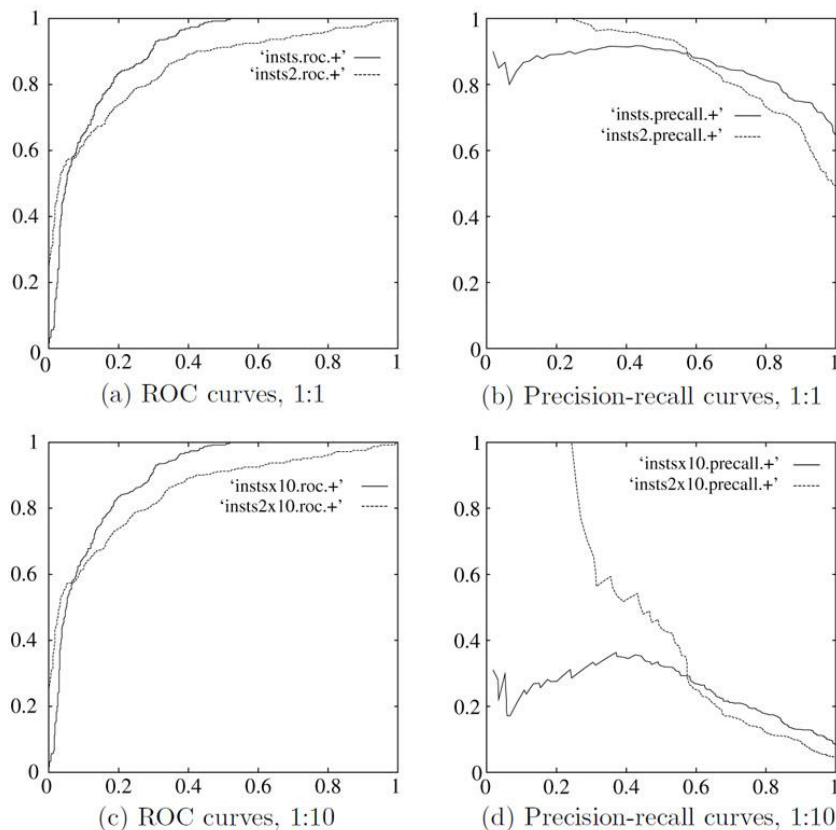 1
0.8
0.6
0.4
0.2
0
0 0.2 0.4 0.6 0.8 1
‘insts.roc.+’
‘insts2.roc.+’
(a) ROC curves, 1:1
1
0.8
0.6
0.4
0.2
0
0 0.2 0.4 0.6 0.8 1
‘insts.precall.+’
‘insts2.precall.+’
(b) Precision-recall curves, 1:1
1
0.8
0.6
0.4
0.2
0
0 0.2 0.4 0.6 0.8 1
‘instsx10.roc.+’
‘insts2x10.roc.+’
(c) ROC curves, 1:10
1
0.8
0.6
0.4
0.2
0
0 0.2 0.4 0.6 0.8 1
‘instsx10.precall.+’
‘insts2x10.precall.+’
(d) Precision-recall curves, 1:10